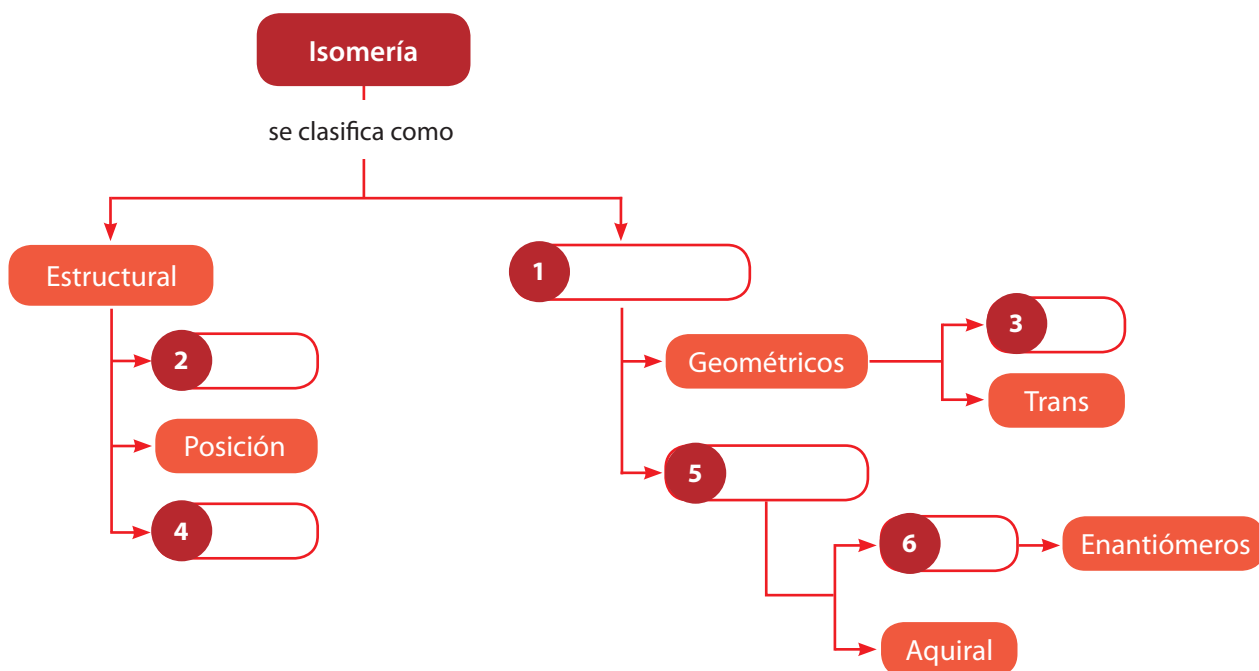 Isomería
se clasifica como
Estructural
1
2
Geométricos
3
Trans
Posición
5
4
6
Enantiómeros
Aquiral